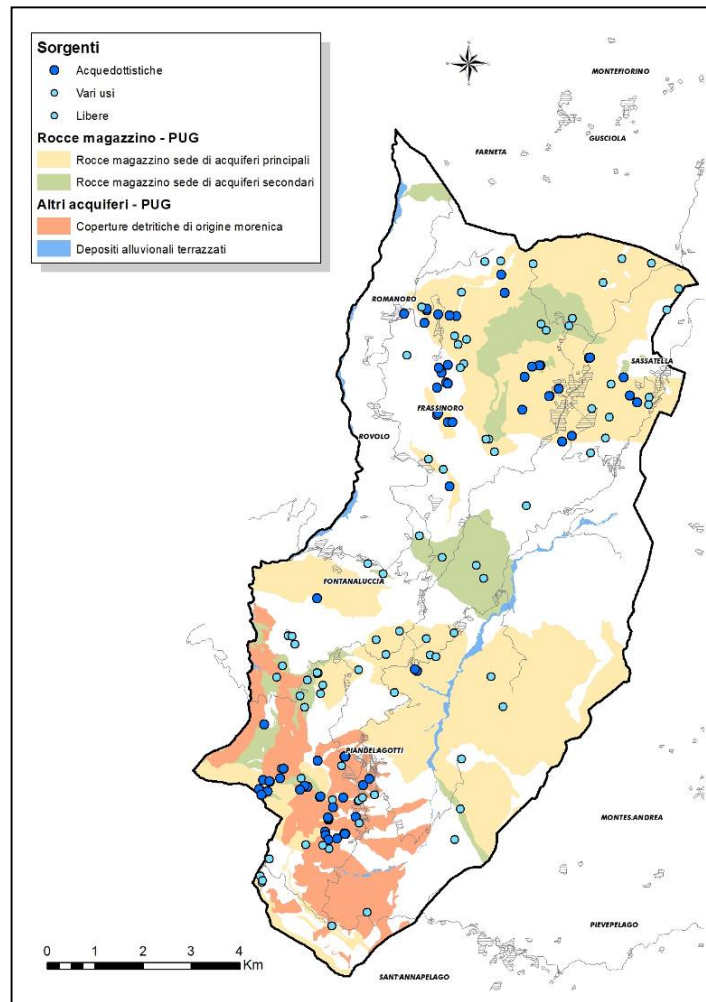 Sorgenti
Acquedottistiche
Vari usi
Libere
Rocce magazzino - PUG
Rocce magazzino sede di acquiferi principali
Rocce magazzino sede di acquiferi secondari
Altri acquiferi - PUG
Coperture detritiche di origine morenica
Depositi alluvionali terrazzati
MONTEFIORINO
GUSCIOLA
FARNETA
ROMANORO
SASSATELLA
FRASSINORO
ROVOLO
FONTANALUCCIA
PIANDELAGOTTI
MONTES.ANDREA
PIEVEPELAGO
SANT'ANNAPELAGO
0 1 2 3 4
Km